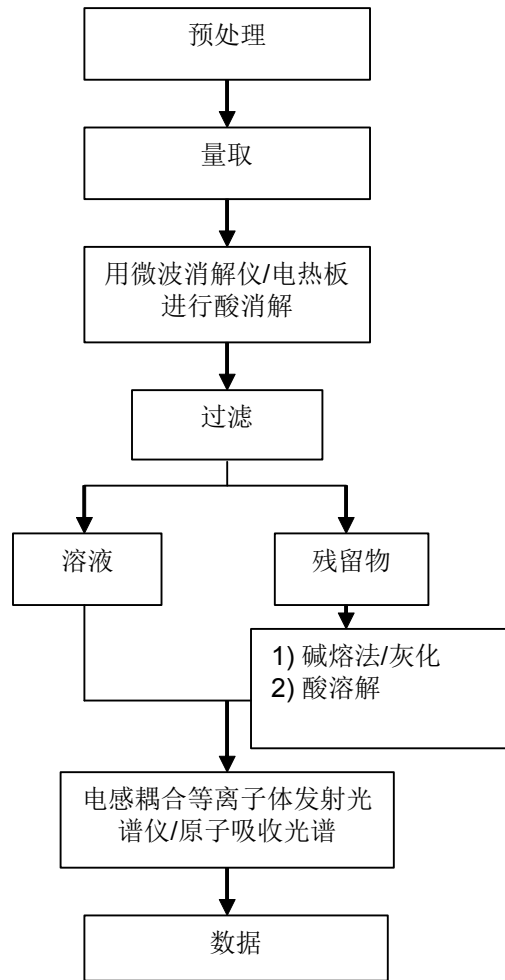 预处理
量取
用微波消解仪/电热板
进行酸消解
过滤
溶液
残留物
1) 碱熔法/灰化
2) 酸溶解
电感耦合等离子体发射光
谱仪/原子吸收光谱
数据